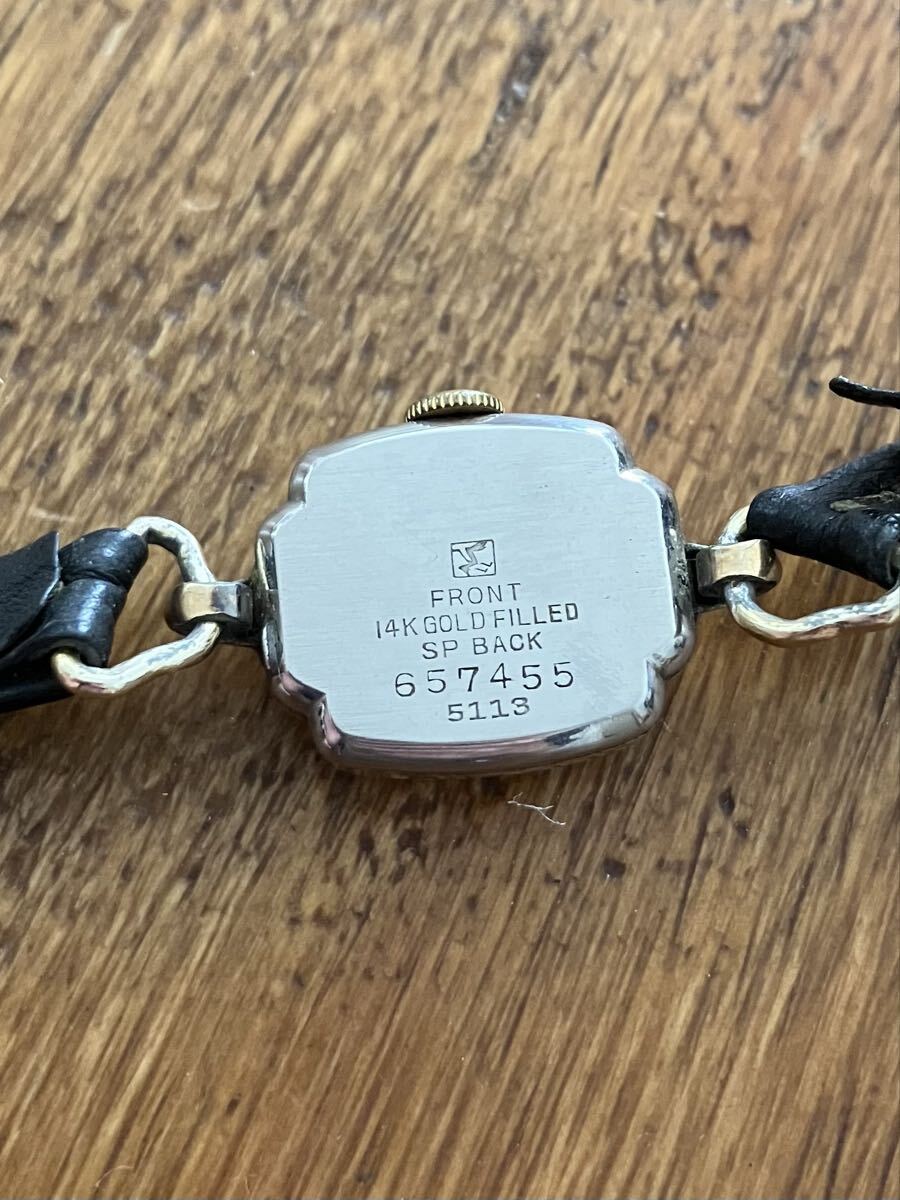 FRONT
14K GOLD FILLED
SP BACK
657455
5113